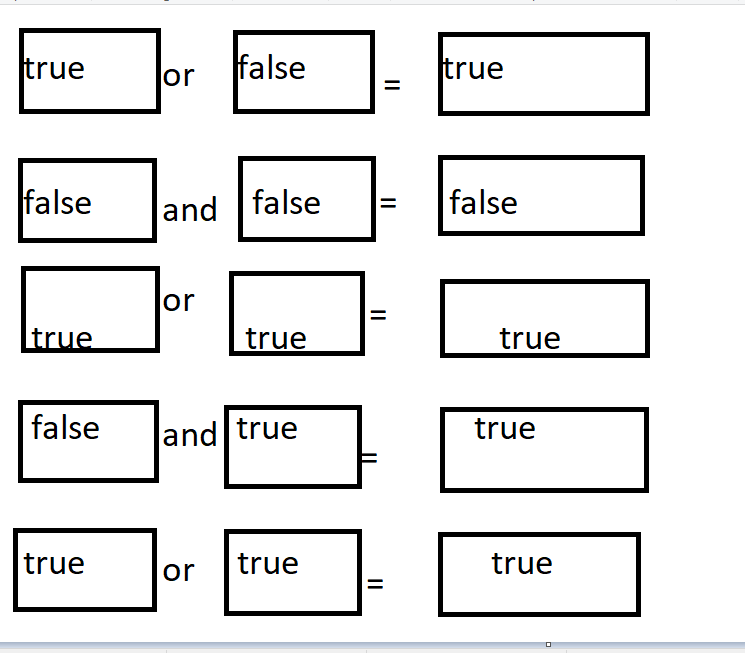 true or false = true
false and false = false
true or true = true
false and true = true
true or true = true